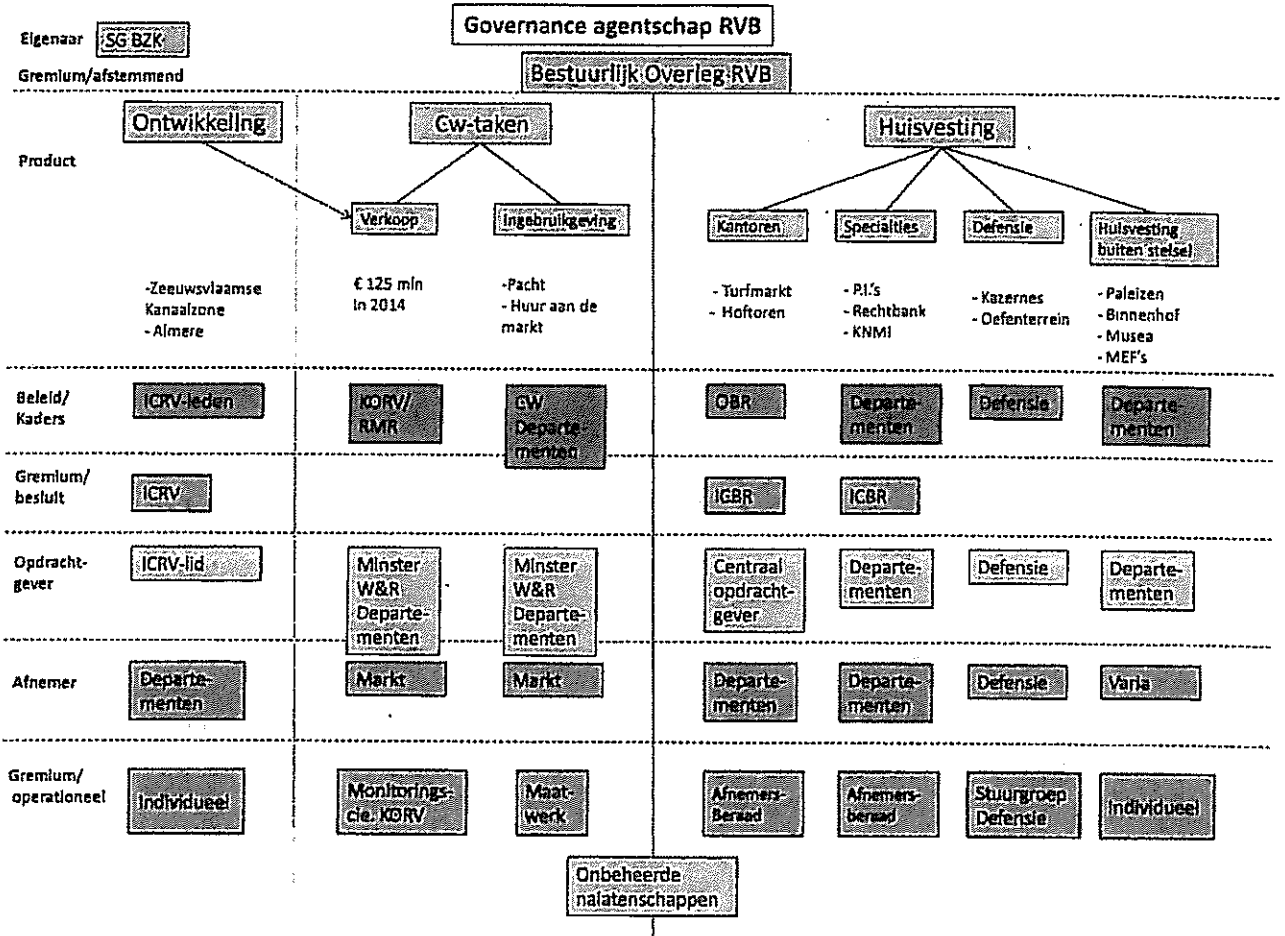 Governance agentschap RVB
Eigenaar
SG BZK
Gremium/afstemmend
Bestuurlijk Overleg RVB
Product
Ontwikkeling
Cw-taken
Huisvesting
Verkoop
Ingebruikgeving
Kantoren
Specialties
Defensie
Huisvesting
buiten stelsel
-Zeeuwsvlaamse
Kanaalzone
- Almere
€ 125 mln
in 2014
-Pacht
- Huur aan de
markt
- Turfmarkt
- Hoftoren
- P.I.'s
- Rechtbank
- KNMI
- Kazernes
- Oefenterrein
- Paleizen
- Binnenhof
- Musea
- MEF's
Beleid/
Kaders
ICRV-leden
KORV/
RMR
CW
Departe-
menten
OBR
Departe-
menten
Defensie
Departe-
menten
Gremium/
besluit
ICRV
ICBR
ICBR
Opdracht-
gever
ICRV-lid
Minster
W&R
Departe-
menten
Minster
W&R
Departe-
menten
Centraal
opdracht-
gever
Departe-
menten
Defensie
Departe-
menten
Afnemer
Departe-
menten
Markt
Markt
Departe-
menten
Departe-
menten
Defensie
Varia
Gremium/
operationeel
Individueel
Monitorings-
cie. KORV
Maat-
werk
Afnemers-
Beraad
Afnemers-
beraad
Stuurgroep
Defensie
Individueel
Onbeheerde
nalatenschappen